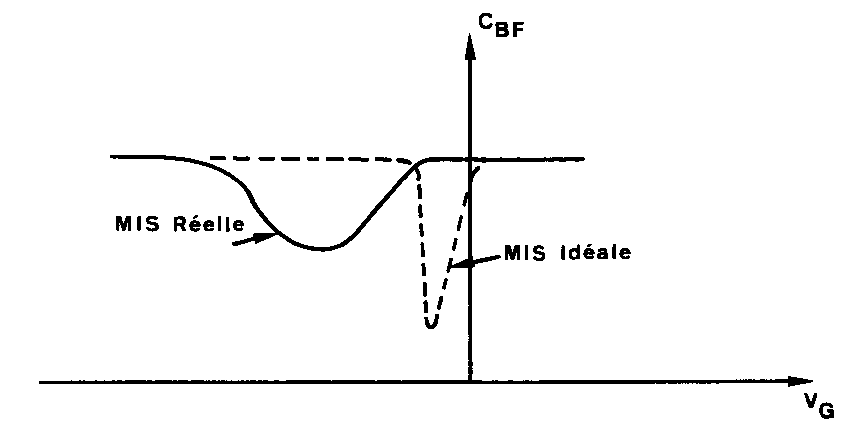 C_BF
MIS Réelle
MIS Idéale
V_G